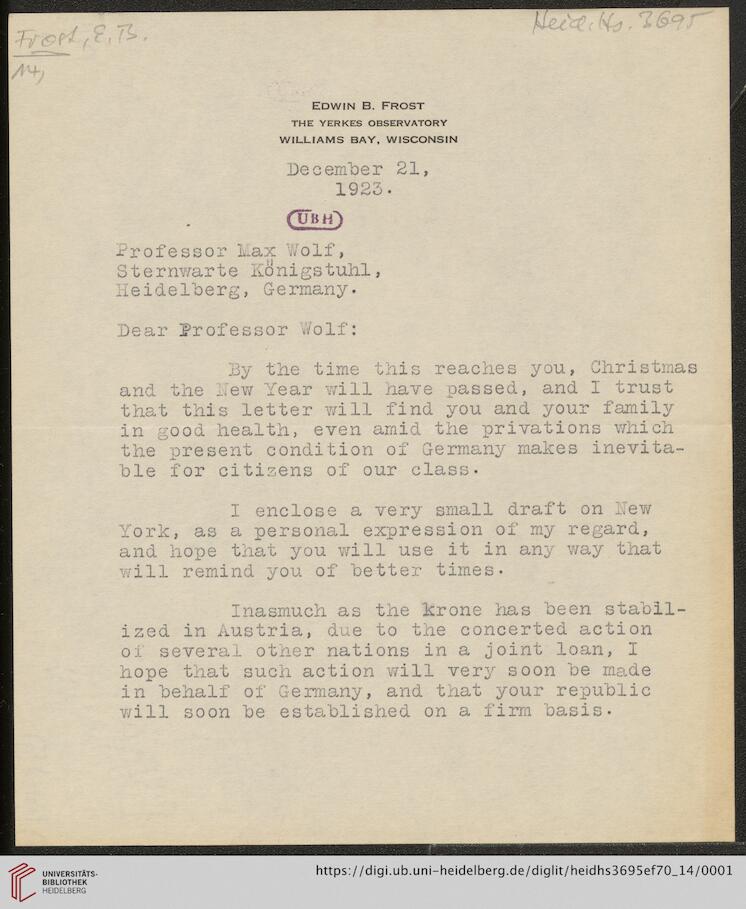 Frost, E.B.
14,
Heid. Hs. 3695
EDWIN B. FROST
THE YERKES OBSERVATORY
WILLIAMS BAY, WISCONSIN
December 21,
1923.
UBH
Professor Max Wolf,
Sternwarte Königstuhl,
Heidelberg, Germany.
Dear Professor Wolf:
By the time this reaches you, Christmas
and the New Year will have passed, and I trust
that this letter will find you and your family
in good health, even amid the privations which
the present condition of Germany makes inevita-
ble for citizens of our class.
I enclose a very small draft on New
York, as a personal expression of my regard,
and hope that you will use it in any way that
will remind you of better times.
Inasmuch as the krone has been stabil-
ized in Austria, due to the concerted action
of several other nations in a joint loan, I
hope that such action will very soon be made
in behalf of Germany, and that your republic
will soon be established on a firm basis.
UNIVERSITÄTS-
BIBLIOTHEK
HEIDELBERG
https://digi.ub.uni-heidelberg.de/diglit/heidhs3695ef70_14/0001